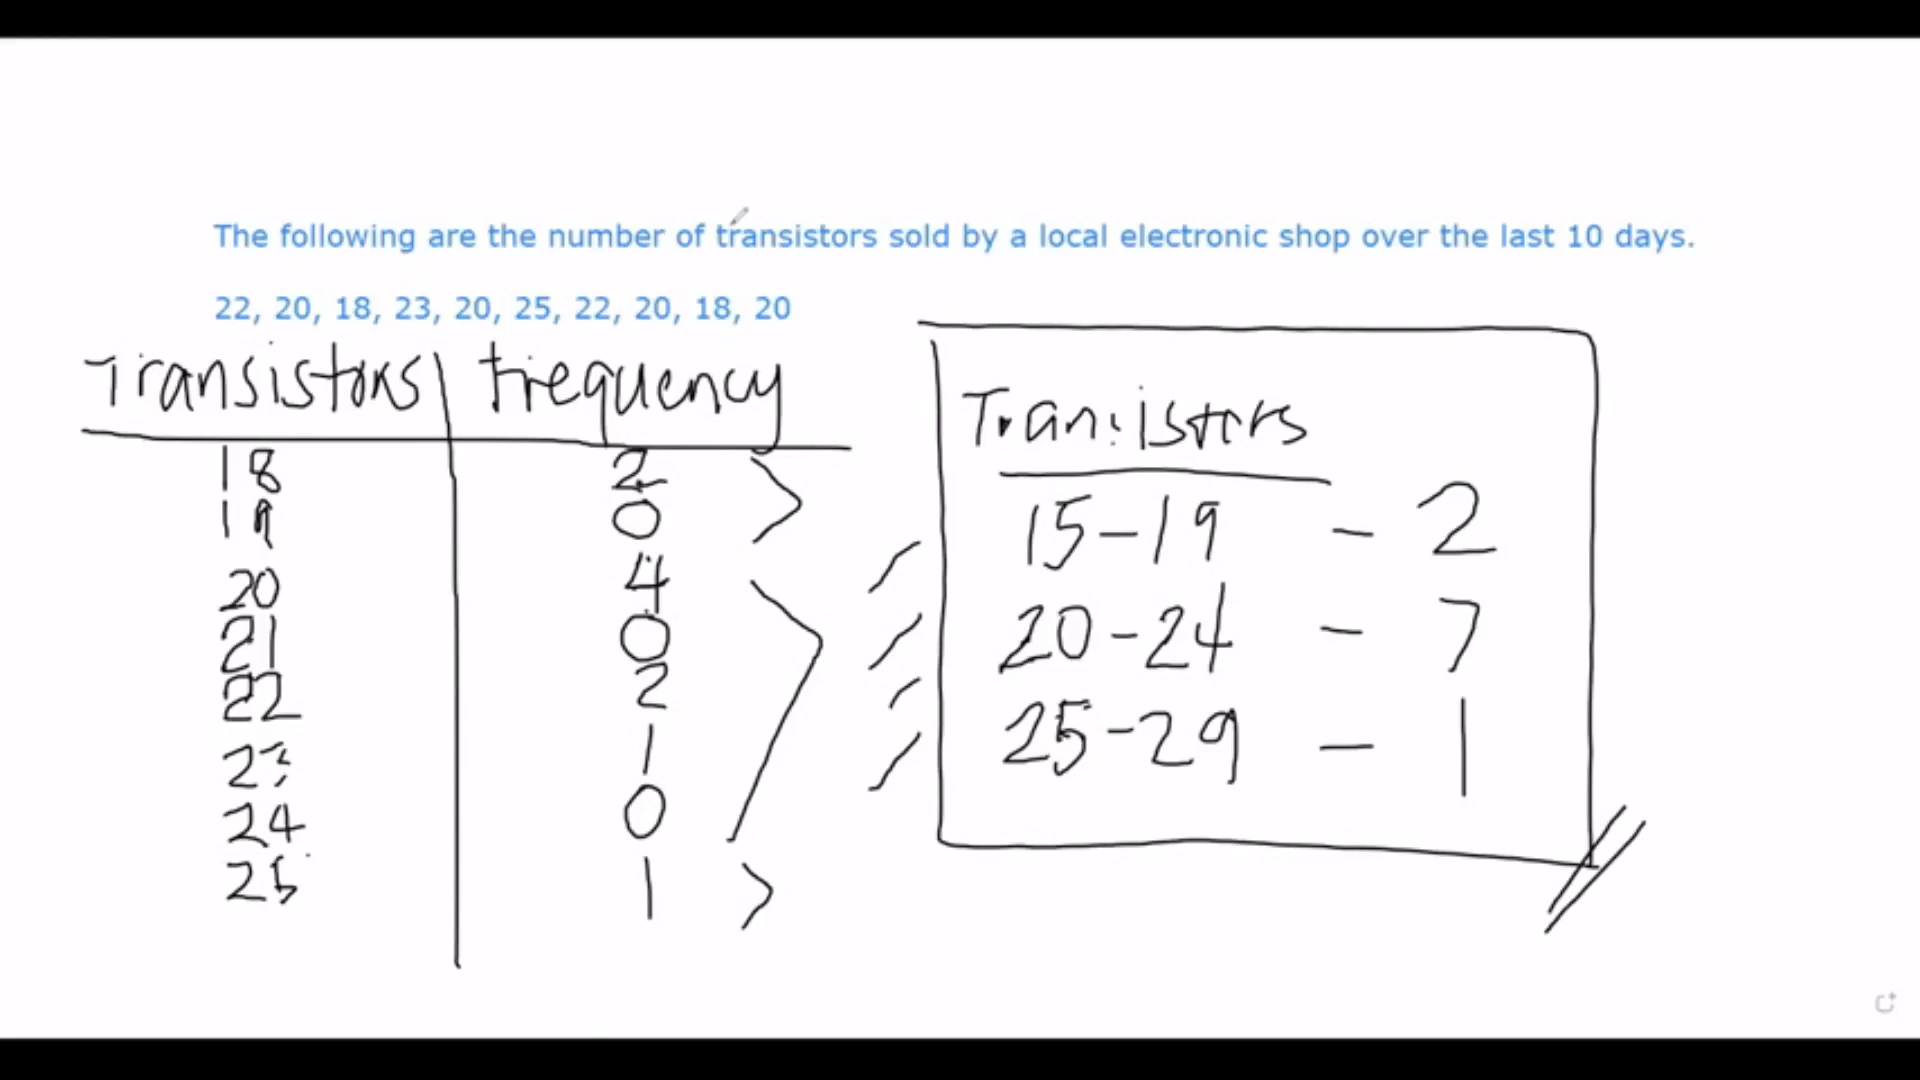 The following are the number of transistors sold by a local electronic shop over the last 10 days.
22, 20, 18, 23, 20, 25, 22, 20, 18, 20
Transistors frequency
18 2
19 0
20 4
21 0
22 2
23 1
24 0
25 1
Transistors
15-19 - 2
20-24 - 7
25-29 - 1